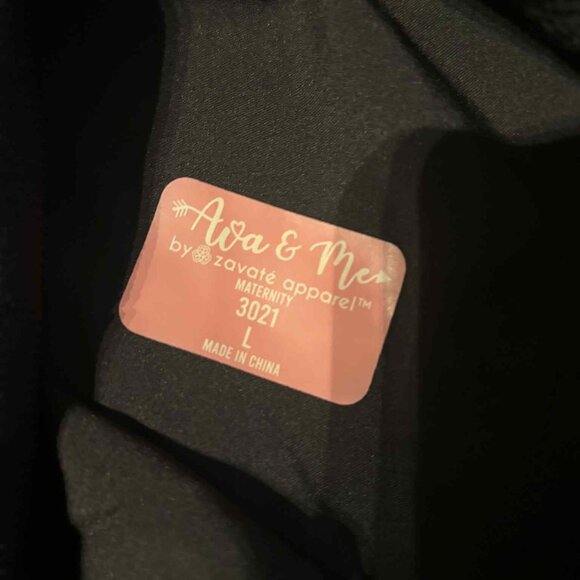 Ava & Me
by zavaté apparel™
MATERNITY
3021
L
MADE IN CHINA